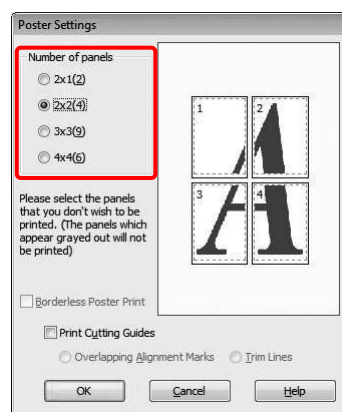 Poster Settings
Number of panels
2x1(2)
2x2(4)
3x3(9)
4x4(6)
1
2
3
4
Please select the panels
that you don't wish to be
printed. (The panels which
appear grayed out will not
be printed)
Borderless Poster Print
Print Cutting Guides
Overlapping Alignment Marks
Trim Lines
OK
Cancel
Help